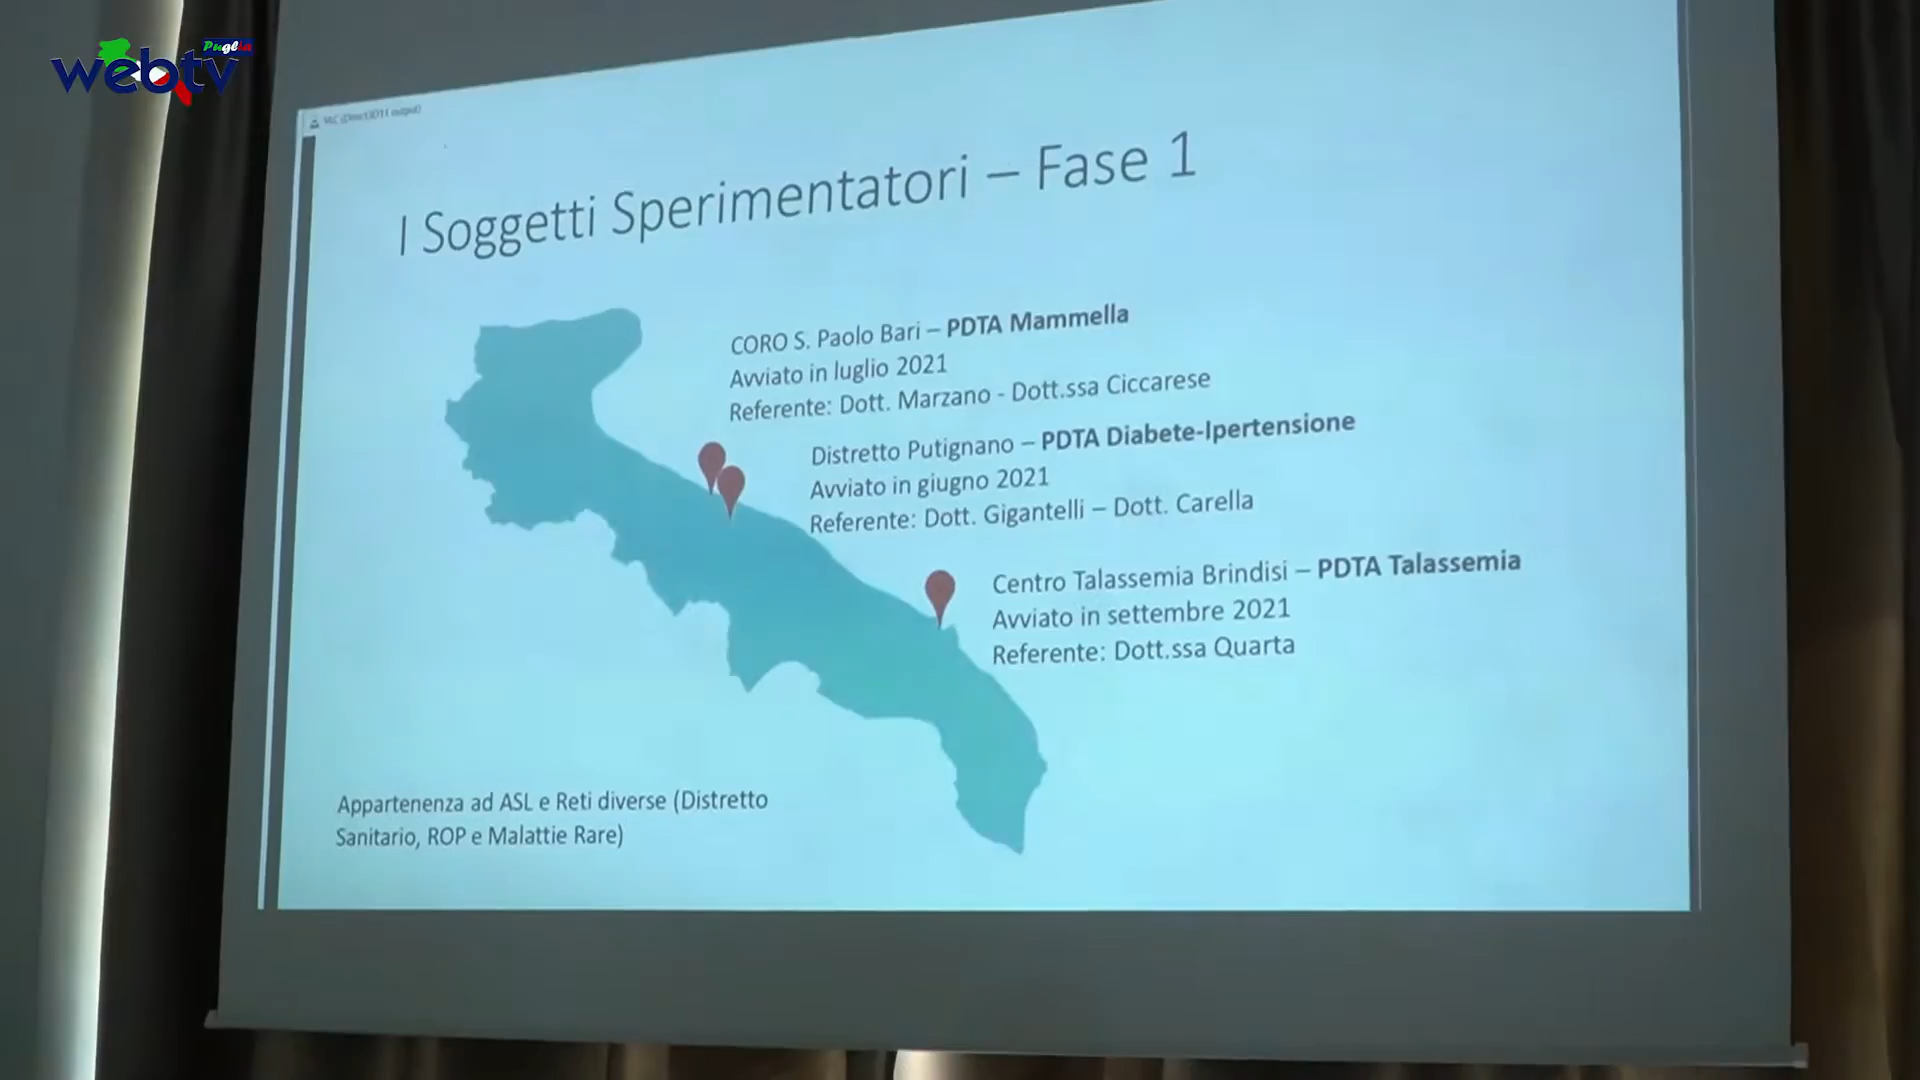 Puglia
webtv
VLC (Direct3D11 output)
I Soggetti Sperimentatori – Fase 1
CORO S. Paolo Bari – PDTA Mammella
Avviato in luglio 2021
Referente: Dott. Marzano - Dott.ssa Ciccarese
Distretto Putignano – PDTA Diabete-Ipertensione
Avviato in giugno 2021
Referente: Dott. Gigantelli – Dott. Carella
Centro Talassemia Brindisi – PDTA Talassemia
Avviato in settembre 2021
Referente: Dott.ssa Quarta
Appartenenza ad ASL e Reti diverse (Distretto
Sanitario, ROP e Malattie Rare)